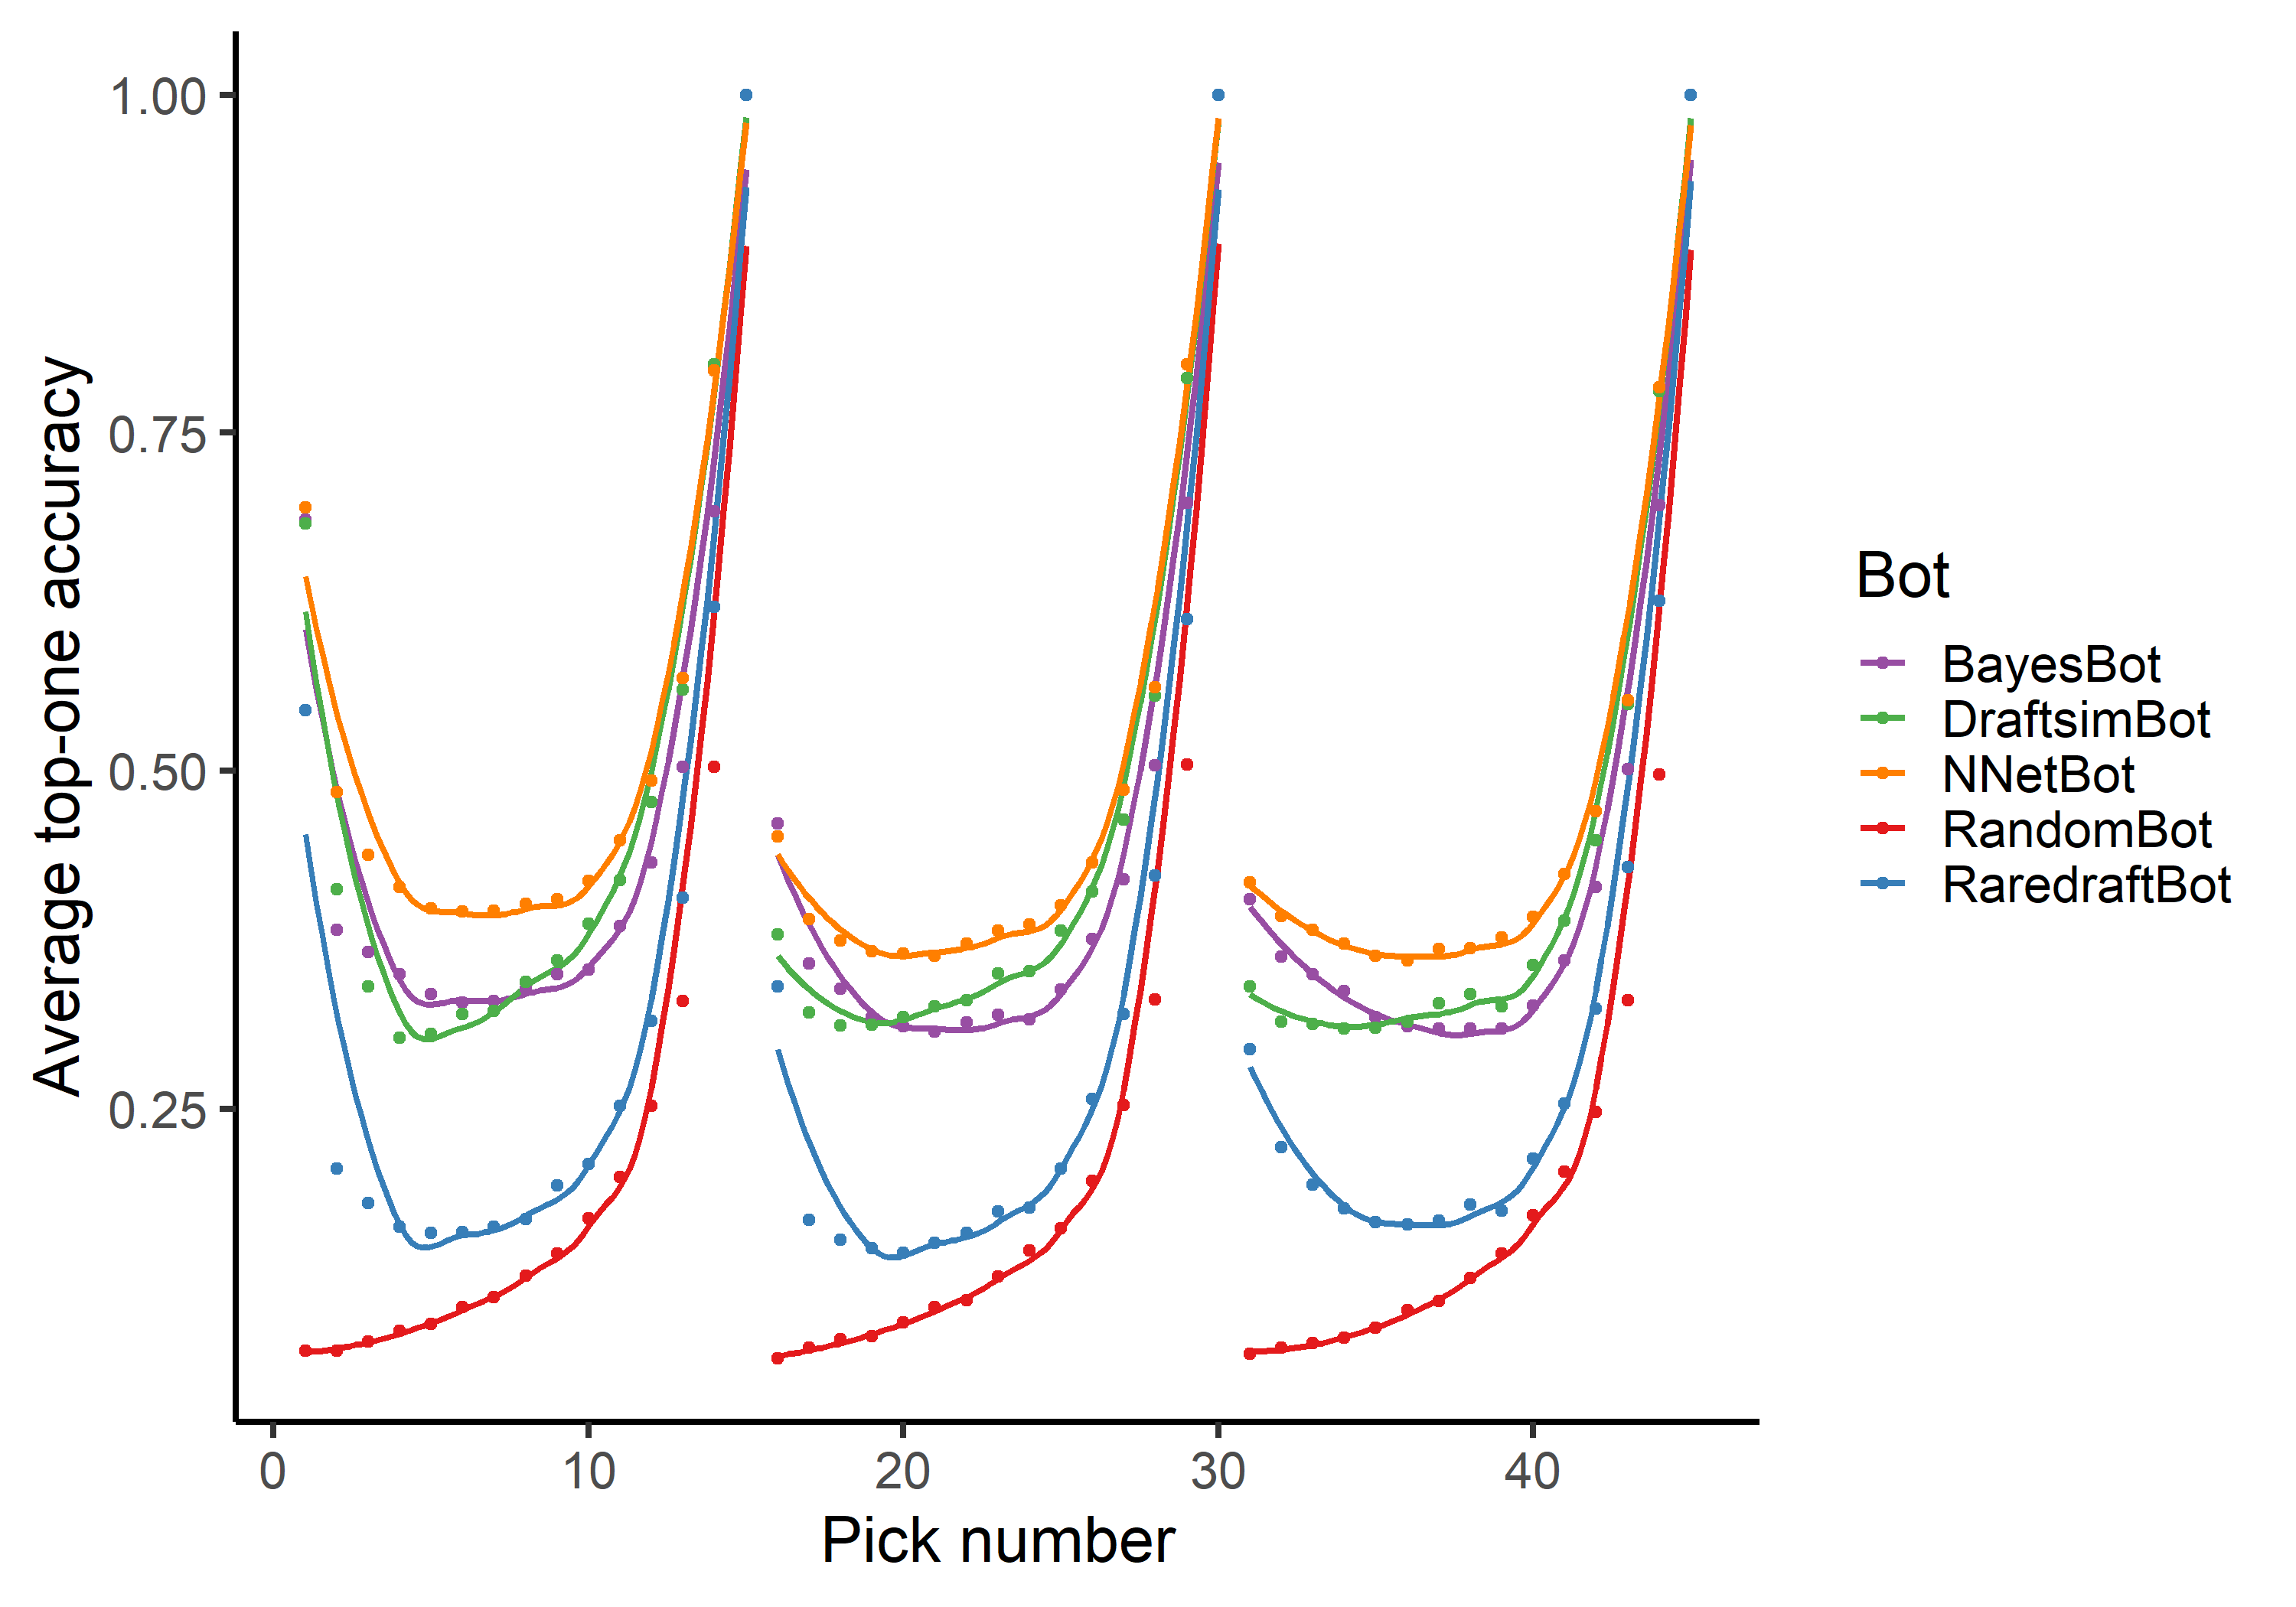 Average top-one accuracy
1.00
0.75
0.50
0.25
0
10
20
30
40
Pick number
Bot
BayesBot
DraftsimBot
NNetBot
RandomBot
RaredraftBot